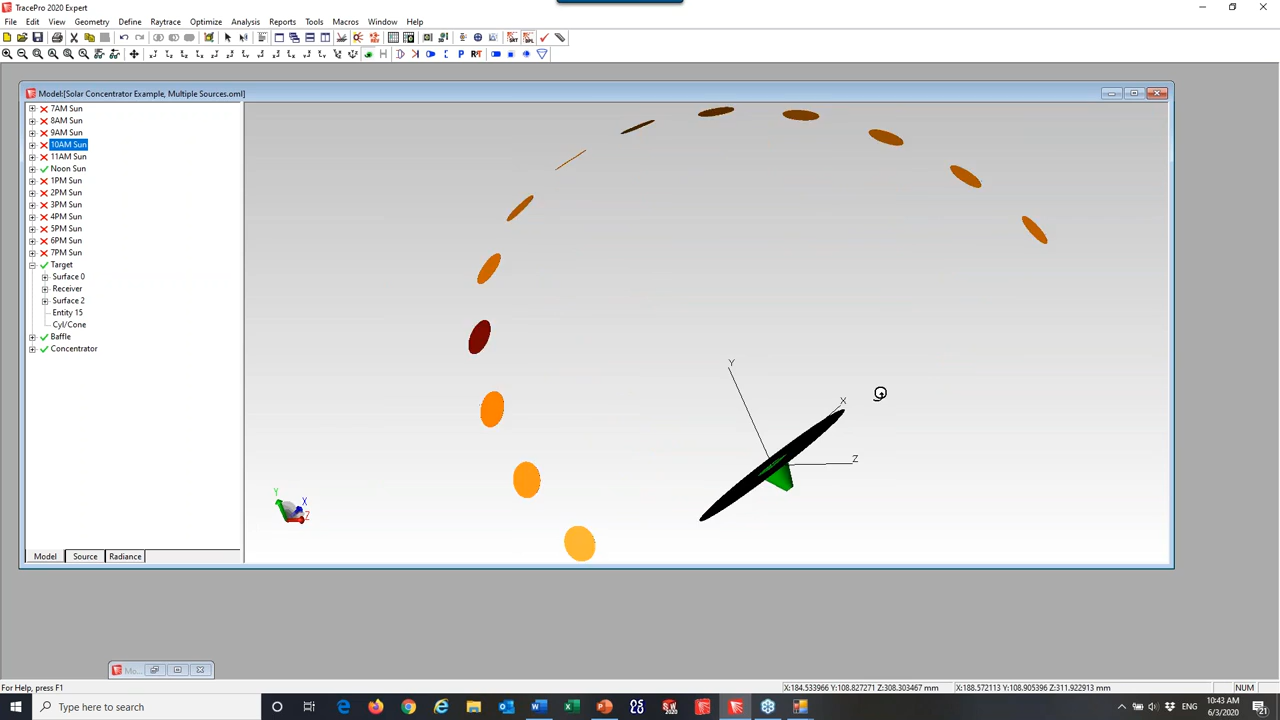 TracePro 2020 Expert
File Edit View Geometry Define Raytrace Optimize Analysis Reports Tools Macros Window Help
Model:[Solar Concentrator Example, Multiple Sources.oml]
7AM Sun
8AM Sun
9AM Sun
10AM Sun
11AM Sun
Noon Sun
1PM Sun
2PM Sun
3PM Sun
4PM Sun
5PM Sun
6PM Sun
7PM Sun
Target
Surface 0
Receiver
Surface 2
Entity 15
Cyl/Cone
Baffle
Concentrator
Y
X
Z
Y
X
Z
Model Source Radiance
Mo...
For Help, press F1
X:184.533966 Y:108.827271 Z:308.303467 mm
X:188.572113 Y:108.905396 Z:311.922913 mm
NUM
Type here to search
ENG
10:43 AM
6/3/2020